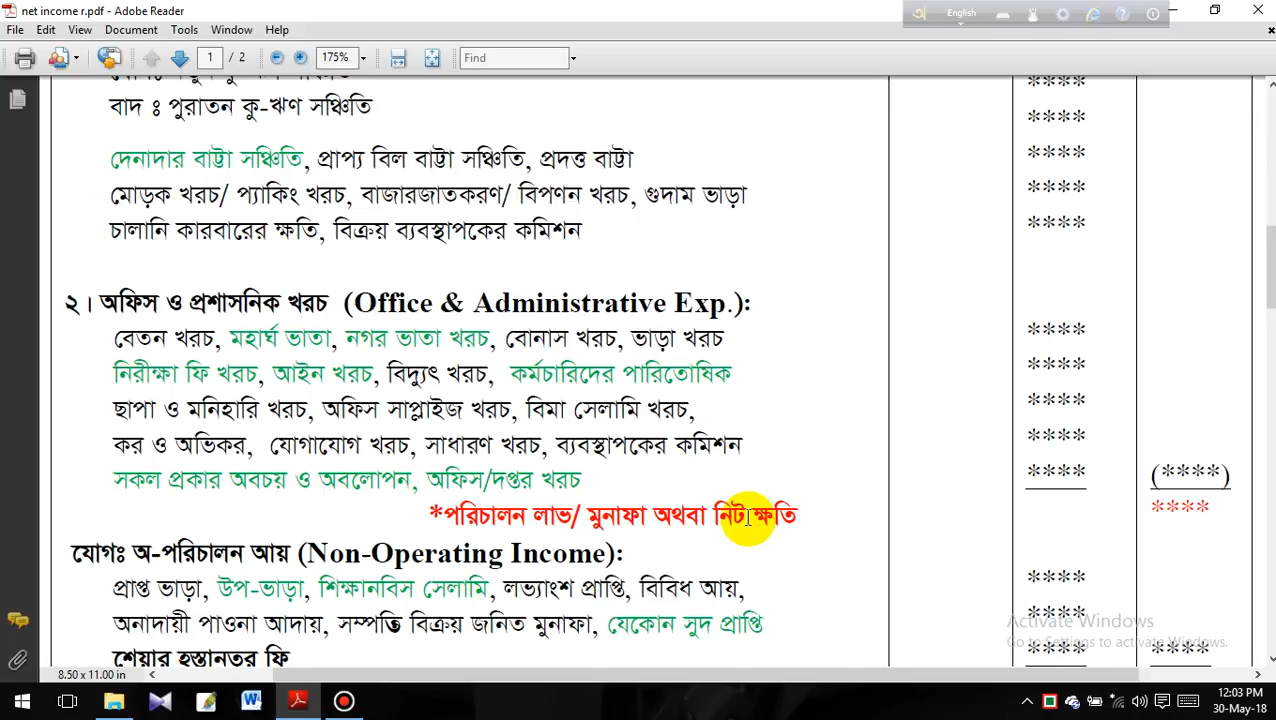 net income r.pdf - Adobe Reader
English
File Edit View Document Tools Window Help
1 / 2 175% Find
বাদ ঃ পুরাতন কু-ঋণ সঞ্চিতি
****
****
দেনাদার বাট্টা সঞ্চিতি, প্রাপ্য বিল বাট্টা সঞ্চিতি, প্রদত্ত বাট্টা ****
মোড়ক খরচ/ প্যাকিং খরচ, বাজারজাতকরণ/ বিপণন খরচ, গুদাম ভাড়া ****
চালানি কারবারের ক্ষতি, বিক্রয় ব্যবস্থাপকের কমিশন ****
২। অফিস ও প্রশাসনিক খরচ (Office & Administrative Exp.):
বেতন খরচ, মহার্ঘ ভাতা, নগর ভাতা খরচ, বোনাস খরচ, ভাড়া খরচ ****
নিরীক্ষা ফি খরচ, আইন খরচ, বিদ্যুৎ খরচ, কর্মচারিদের পারিতোষিক ****
ছাপা ও মনিহারি খরচ, অফিস সাপ্লাইজ খরচ, বিমা সেলামি খরচ, ****
কর ও অভিকর, যোগাযোগ খরচ, সাধারণ খরচ, ব্যবস্থাপকের কমিশন ****
সকল প্রকার অবচয় ও অবলোপন, অফিস/দপ্তর খরচ **** (****)
*পরিচালন লাভ/ মুনাফা অথবা নিট ক্ষতি ****
যোগঃ অ-পরিচালন আয় (Non-Operating Income):
প্রাপ্ত ভাড়া, উপ-ভাড়া, শিক্ষানবিস সেলামি, লভ্যাংশ প্রাপ্তি, বিবিধ আয়, ****
অনাদায়ী পাওনা আদায়, সম্পত্তি বিক্রয় জনিত মুনাফা, যেকোন সুদ প্রাপ্তি ****
শেয়ার হস্তান্তর ফি **** ****
Activate Windows
Go to Settings to activate Windows.
8.50 x 11.00 in
12:03 PM
30-May-18